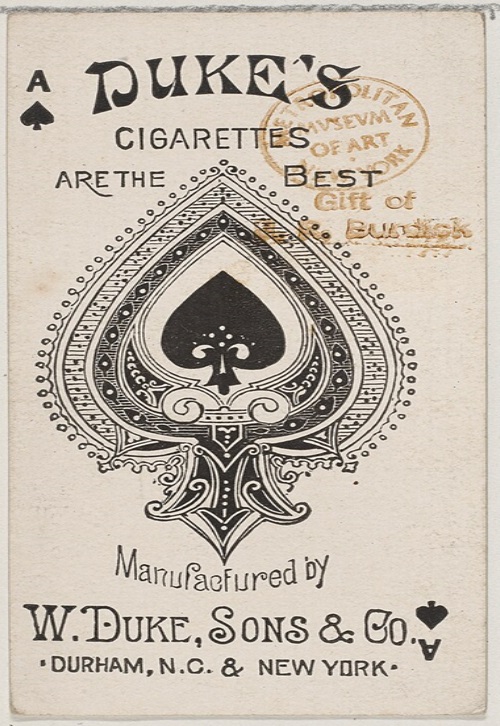 A
DUKE'S
CIGARETTES
ARE THE BEST
METROPOLITAN
MVSEVM
OF ART
NEW YORK
Gift of
J. R. Burdick
Manufactured by
W. DUKE, SONS & CO.
A
·DURHAM, N.C. & NEW YORK·